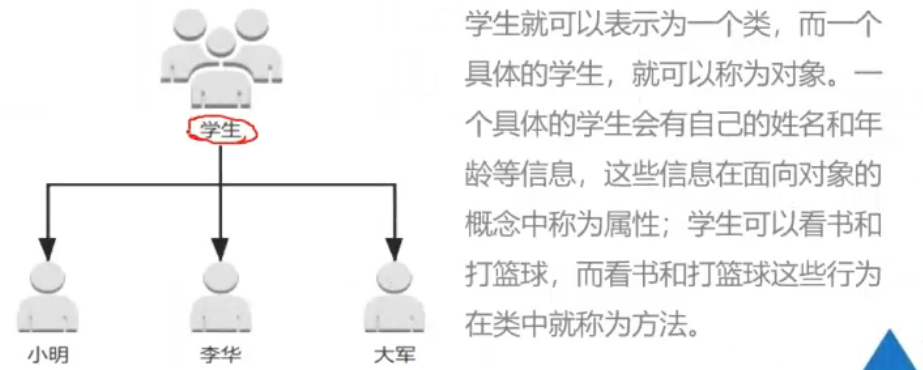 学生
小明
李华
大军
学生就可以表示为一个类，而一个
具体的学生，就可以称为对象。一
个具体的学生会有自己的姓名和年
龄等信息，这些信息在面向对象的
概念中称为属性；学生可以看书和
打篮球，而看书和打篮球这些行为
在类中就称为方法。